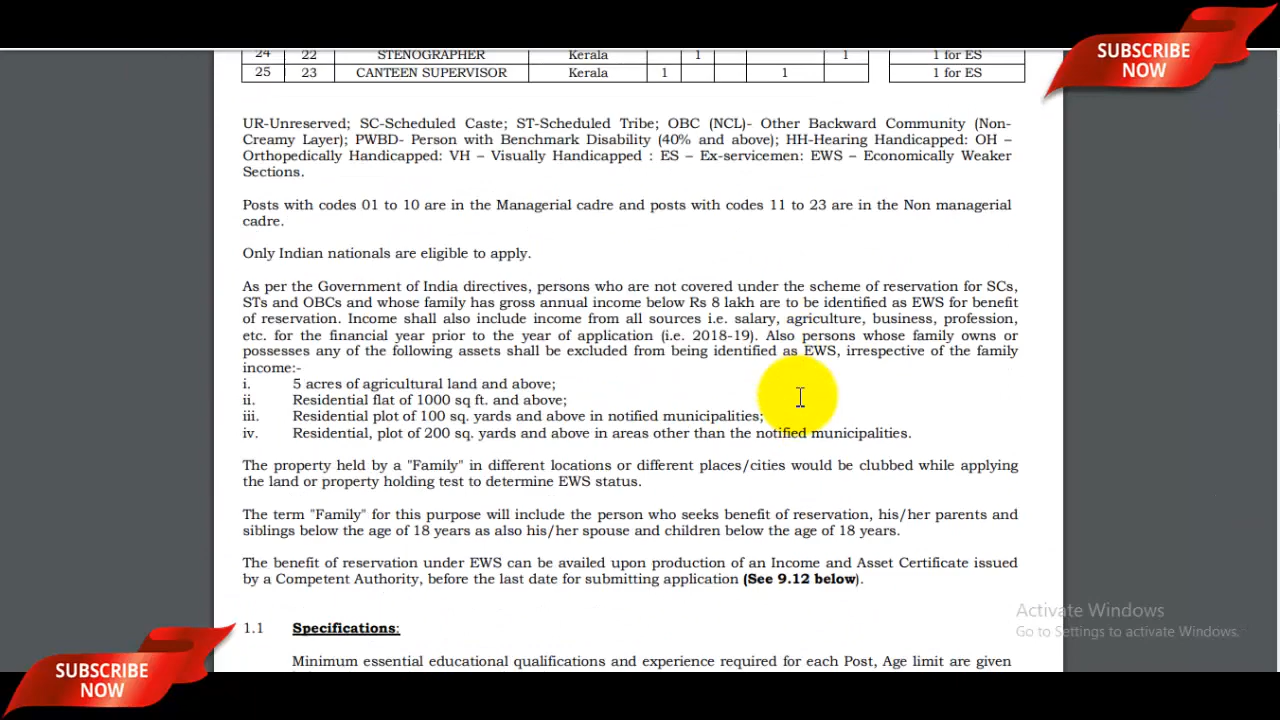 SUBSCRIBE
NOW
24 22 STENOGRAPHER Kerala 1 1 1 for ES
25 23 CANTEEN SUPERVISOR Kerala 1 1 1 for ES
UR-Unreserved; SC-Scheduled Caste; ST-Scheduled Tribe; OBC (NCL)- Other Backward Community (Non-
Creamy Layer); PWBD- Person with Benchmark Disability (40% and above); HH-Hearing Handicapped: OH –
Orthopedically Handicapped: VH – Visually Handicapped : ES – Ex-servicemen: EWS – Economically Weaker
Sections.
Posts with codes 01 to 10 are in the Managerial cadre and posts with codes 11 to 23 are in the Non managerial
cadre.
Only Indian nationals are eligible to apply.
As per the Government of India directives, persons who are not covered under the scheme of reservation for SCs,
STs and OBCs and whose family has gross annual income below Rs 8 lakh are to be identified as EWS for benefit
of reservation. Income shall also include income from all sources i.e. salary, agriculture, business, profession,
etc. for the financial year prior to the year of application (i.e. 2018-19). Also persons whose family owns or
possesses any of the following assets shall be excluded from being identified as EWS, irrespective of the family
income:-
i. 5 acres of agricultural land and above;
ii. Residential flat of 1000 sq ft. and above;
iii. Residential plot of 100 sq. yards and above in notified municipalities;
iv. Residential, plot of 200 sq. yards and above in areas other than the notified municipalities.
The property held by a "Family" in different locations or different places/cities would be clubbed while applying
the land or property holding test to determine EWS status.
The term "Family" for this purpose will include the person who seeks benefit of reservation, his/her parents and
siblings below the age of 18 years as also his/her spouse and children below the age of 18 years.
The benefit of reservation under EWS can be availed upon production of an Income and Asset Certificate issued
by a Competent Authority, before the last date for submitting application (See 9.12 below).
1.1 Specifications:
Minimum essential educational qualifications and experience required for each Post, Age limit are given
Activate Windows
Go to Settings to activate Windows.
SUBSCRIBE
NOW